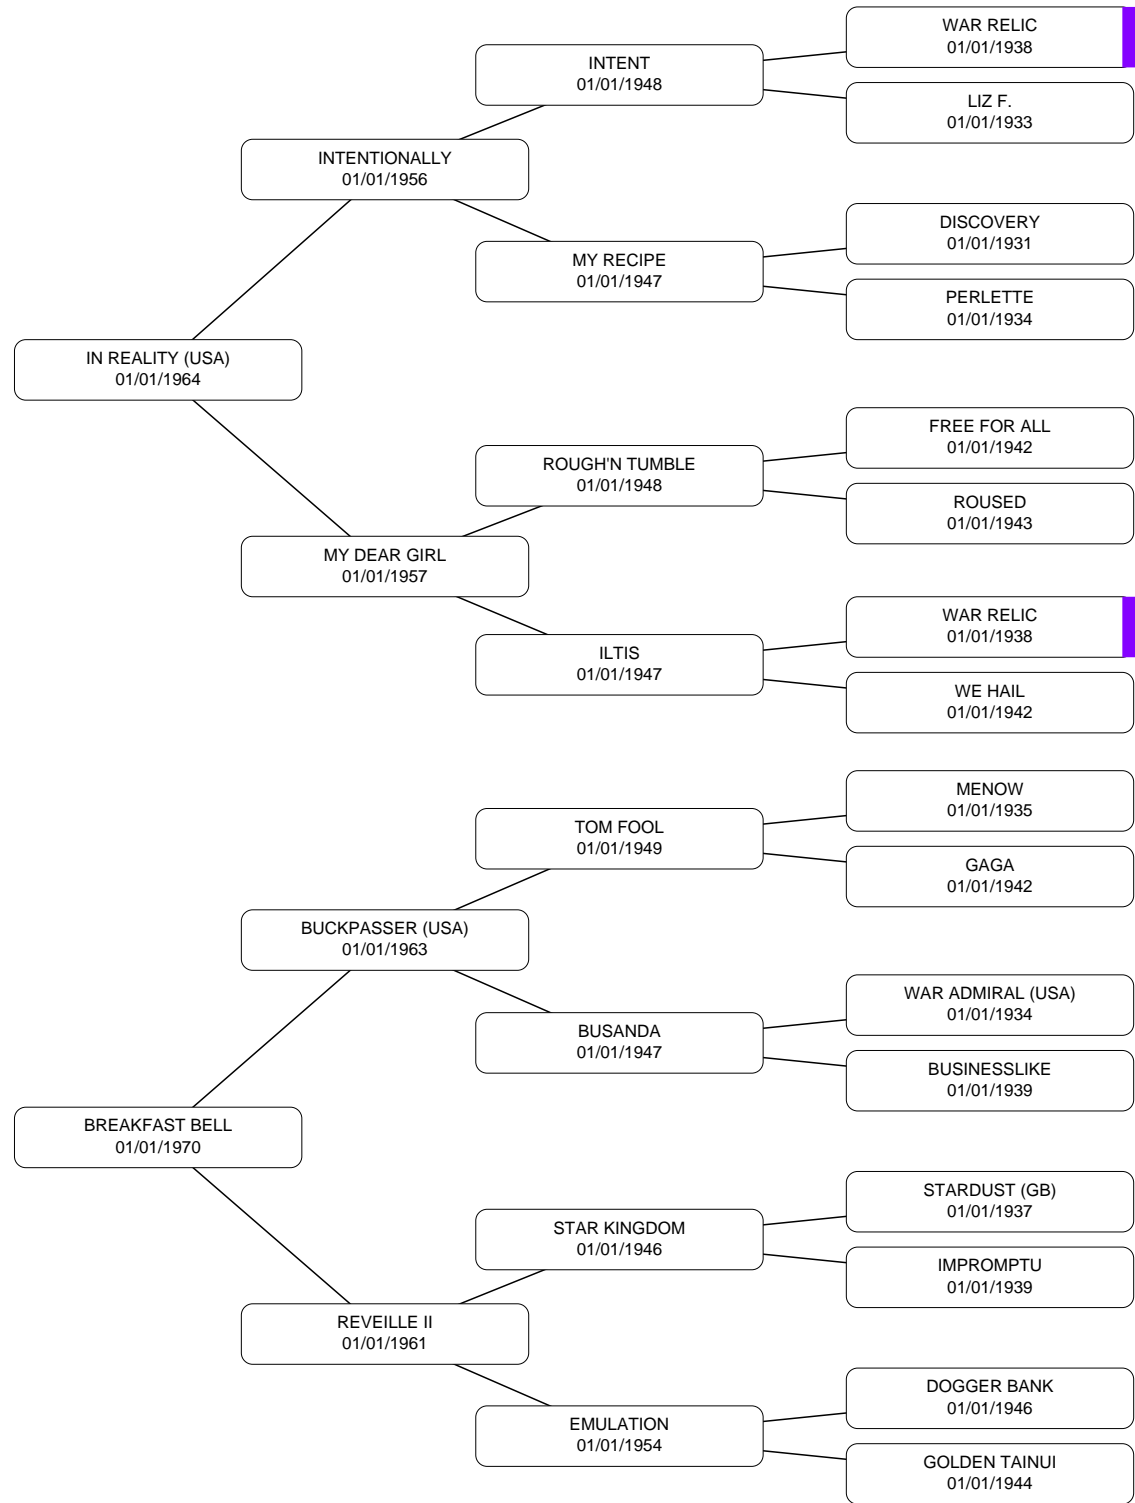 WAR RELIC
01/01/1938
INTENT
01/01/1948
LIZ F.
01/01/1933
INTENTIONALLY
01/01/1956
DISCOVERY
01/01/1931
MY RECIPE
01/01/1947
PERLETTE
01/01/1934
IN REALITY (USA)
01/01/1964
FREE FOR ALL
01/01/1942
ROUGH'N TUMBLE
01/01/1948
ROUSED
01/01/1943
MY DEAR GIRL
01/01/1957
WAR RELIC
01/01/1938
ILTIS
01/01/1947
WE HAIL
01/01/1942
MENOW
01/01/1935
TOM FOOL
01/01/1949
GAGA
01/01/1942
BUCKPASSER (USA)
01/01/1963
WAR ADMIRAL (USA)
01/01/1934
BUSANDA
01/01/1947
BUSINESSLIKE
01/01/1939
BREAKFAST BELL
01/01/1970
STARDUST (GB)
01/01/1937
STAR KINGDOM
01/01/1946
IMPROMPTU
01/01/1939
REVEILLE II
01/01/1961
DOGGER BANK
01/01/1946
EMULATION
01/01/1954
GOLDEN TAINUI
01/01/1944